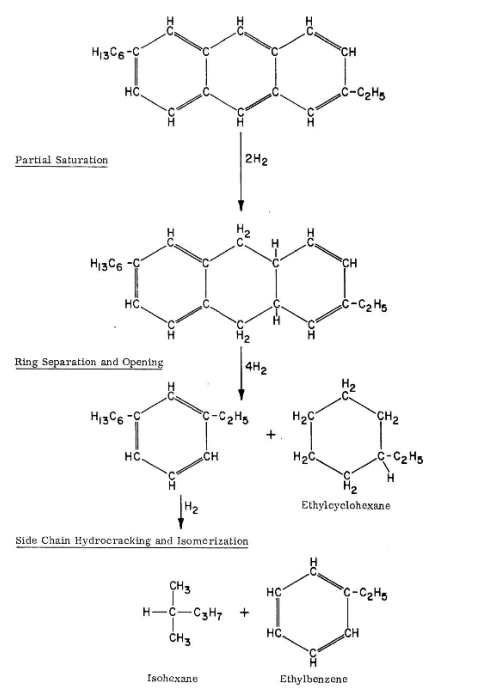 H H H
H13C6-C C C CH
HC C C C-C2H5
C C C
H H H
Partial Saturation
2H2
H2
H C H H
H13C6-C C C CH
HC C C C-C2H5
C C H C
H H2 H
Ring Separation and Opening
4H2
H H2
C C
H13C6-C C-C2H5 H2C CH2
+
HC CH H2C C-C2H5
C C H
H H2
Ethylcyclohexane
H2
Side Chain Hydrocracking and Isomerization
H
CH3 C
HC C-C2H5
H-C-C3H7 +
CH3 HC CH
C
H
Isohexane Ethylbenzene